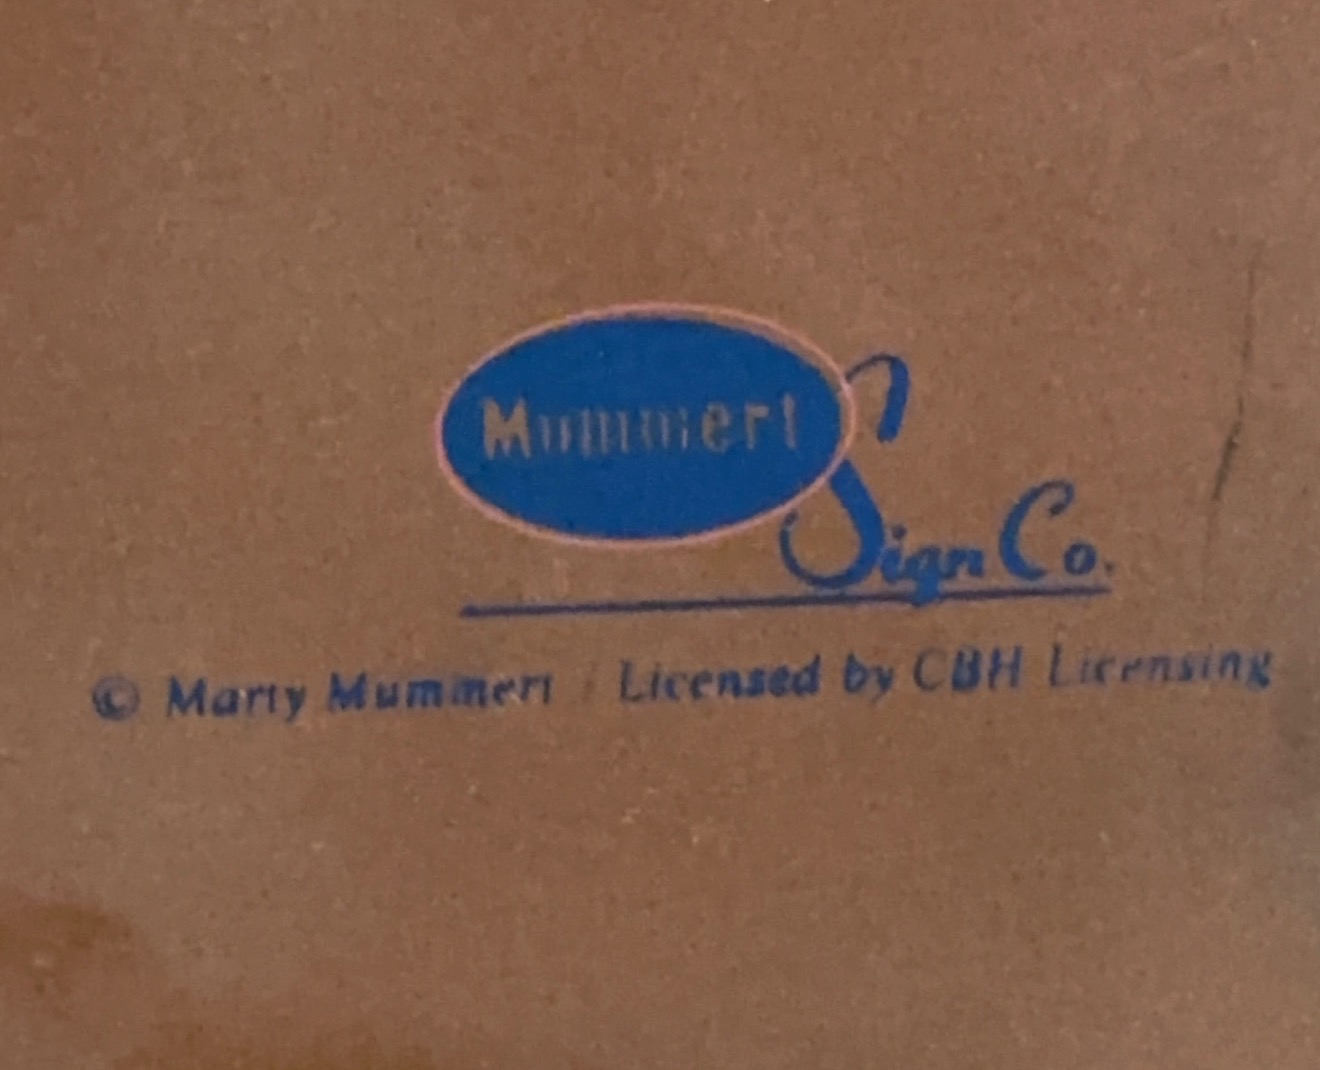 Mummert
Sign Co.
© Marty Mummert / Licensed by CBH Licensing